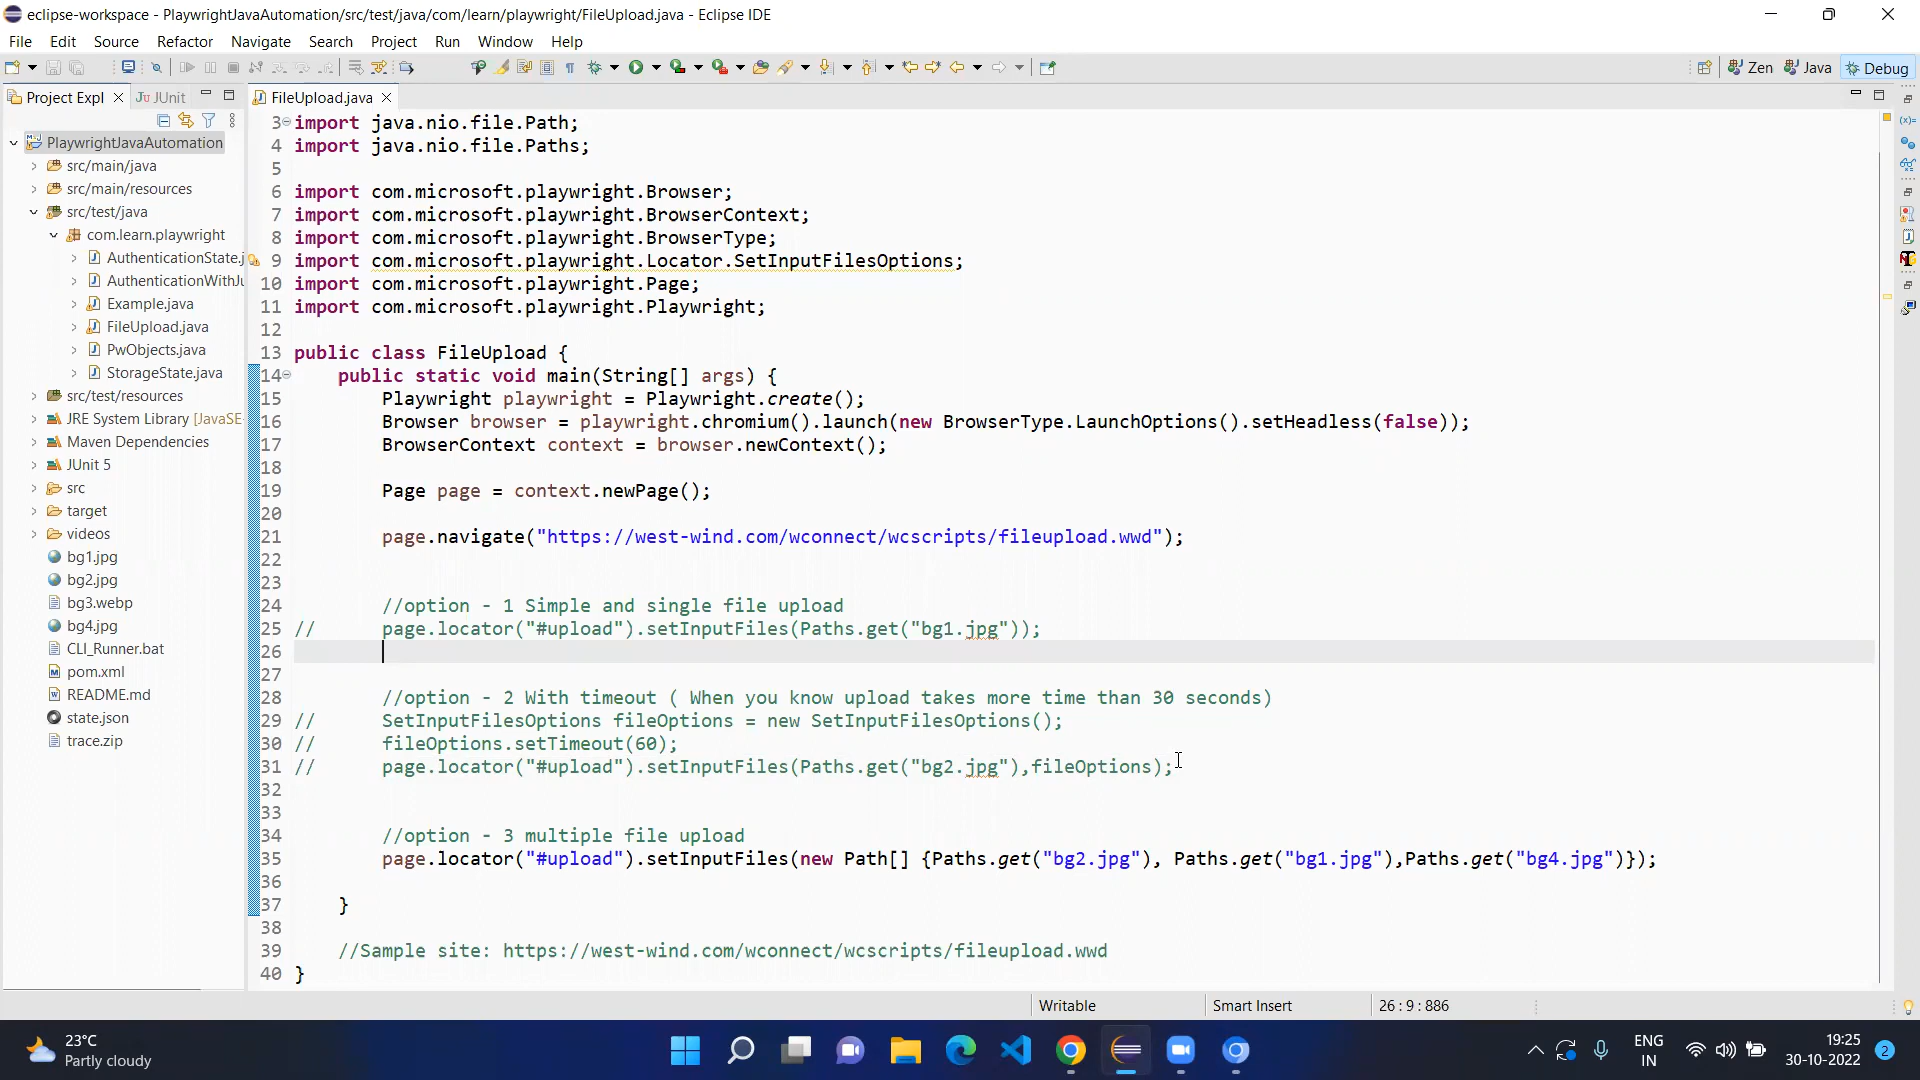 eclipse-workspace - PlaywrightJavaAutomation/src/test/java/com/learn/playwright/FileUpload.java - Eclipse IDE
File Edit Source Refactor Navigate Search Project Run Window Help
Zen Java Debug
Project Expl JUnit
FileUpload.java
PlaywrightJavaAutomation
src/main/java
src/main/resources
src/test/java
com.learn.playwright
AuthenticationState.j
AuthenticationWithJu
Example.java
FileUpload.java
PwObjects.java
StorageState.java
src/test/resources
JRE System Library [JavaSE-
Maven Dependencies
JUnit 5
src
target
videos
bg1.jpg
bg2.jpg
bg3.webp
bg4.jpg
CLI_Runner.bat
pom.xml
README.md
state.json
trace.zip
3 import java.nio.file.Path;
4 import java.nio.file.Paths;
5
6 import com.microsoft.playwright.Browser;
7 import com.microsoft.playwright.BrowserContext;
8 import com.microsoft.playwright.BrowserType;
9 import com.microsoft.playwright.Locator.SetInputFilesOptions;
10 import com.microsoft.playwright.Page;
11 import com.microsoft.playwright.Playwright;
12
13 public class FileUpload {
14 public static void main(String[] args) {
15 Playwright playwright = Playwright.create();
16 Browser browser = playwright.chromium().launch(new BrowserType.LaunchOptions().setHeadless(false));
17 BrowserContext context = browser.newContext();
18
19 Page page = context.newPage();
20
21 page.navigate("https://west-wind.com/wconnect/wcscripts/fileupload.wwd");
22
23
24 //option - 1 Simple and single file upload
25 // page.locator("#upload").setInputFiles(Paths.get("bg1.jpg"));
26
27
28 //option - 2 With timeout ( When you know upload takes more time than 30 seconds)
29 // SetInputFilesOptions fileOptions = new SetInputFilesOptions();
30 // fileOptions.setTimeout(60);
31 // page.locator("#upload").setInputFiles(Paths.get("bg2.jpg"),fileOptions);
32
33
34 //option - 3 multiple file upload
35 page.locator("#upload").setInputFiles(new Path[] {Paths.get("bg2.jpg"), Paths.get("bg1.jpg"),Paths.get("bg4.jpg")});
36
37 }
38
39 //Sample site: https://west-wind.com/wconnect/wcscripts/fileupload.wwd
40 }
Writable Smart Insert 26 : 9 : 886
23°C
Partly cloudy
ENG
IN
19:25
30-10-2022
2